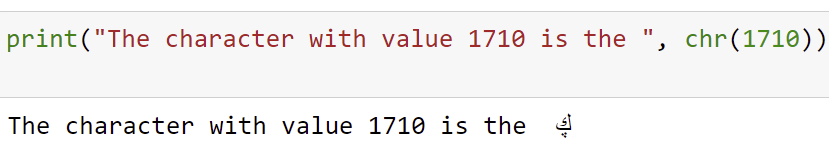 print("The character with value 1710 is the ", chr(1710))
The character with value 1710 is the  ڮ